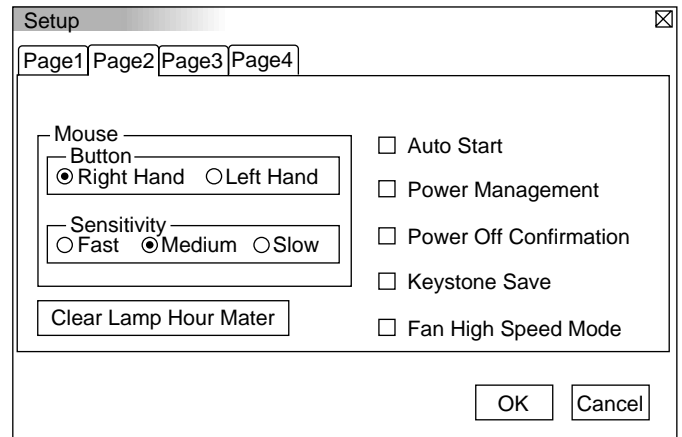 Setup
Page1 Page2 Page3 Page4
Mouse
Button
Right Hand Left Hand
Sensitivity
Fast Medium Slow
Clear Lamp Hour Mater
Auto Start
Power Management
Power Off Confirmation
Keystone Save
Fan High Speed Mode
OK Cancel